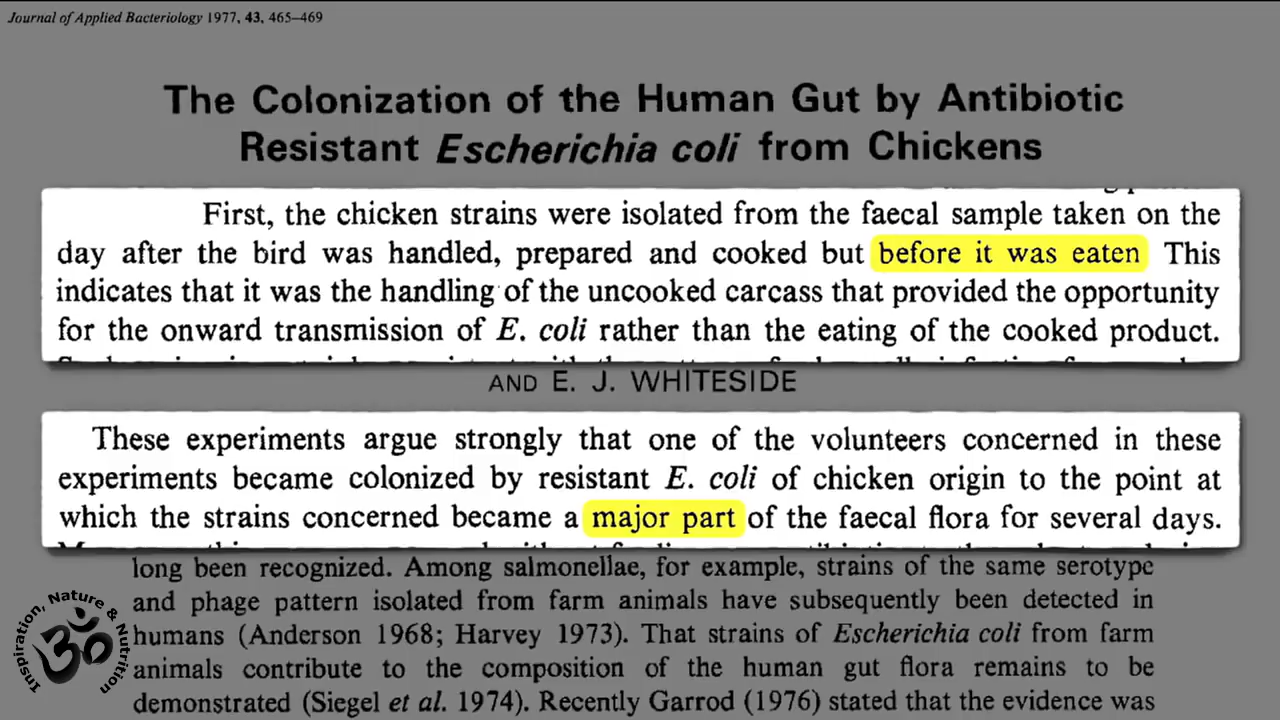 Journal of Applied Bacteriology 1977, 43, 465–469
The Colonization of the Human Gut by Antibiotic
Resistant Escherichia coli from Chickens
First, the chicken strains were isolated from the faecal sample taken on the
day after the bird was handled, prepared and cooked but before it was eaten This
indicates that it was the handling of the uncooked carcass that provided the opportunity
for the onward transmission of E. coli rather than the eating of the cooked product.
AND E. J. WHITESIDE
These experiments argue strongly that one of the volunteers concerned in these
experiments became colonized by resistant E. coli of chicken origin to the point at
which the strains concerned became a major part of the faecal flora for several days.
long been recognized. Among salmonellae, for example, strains of the same serotype
and phage pattern isolated from farm animals have subsequently been detected in
humans (Anderson 1968; Harvey 1973). That strains of Escherichia coli from farm
animals contribute to the composition of the human gut flora remains to be
demonstrated (Siegel et al. 1974). Recently Garrod (1976) stated that the evidence was
Inspiration, Nature & Nutrition
ॐ